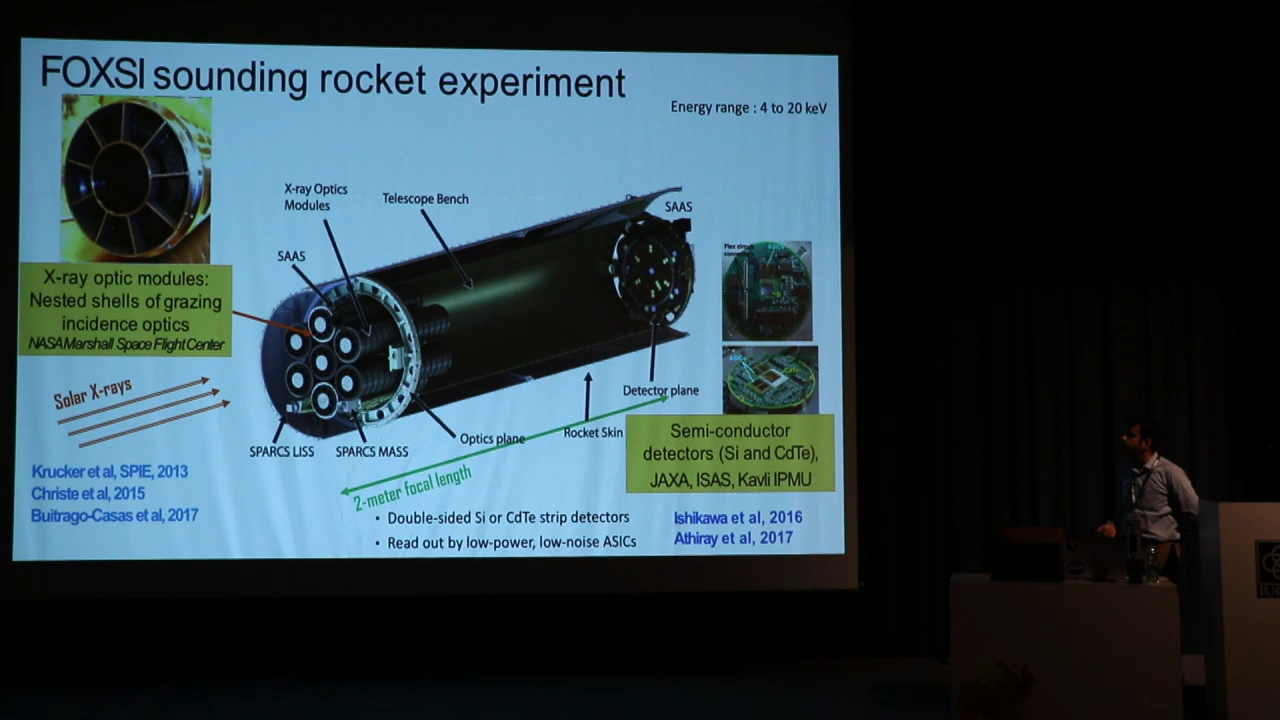 FOXSI sounding rocket experiment
Energy range : 4 to 20 keV
X-ray Optics
Modules
Telescope Bench
SAAS
SAAS
X-ray optic modules:
Nested shells of grazing
incidence optics
NASA Marshall Space Flight Center
Solar X-rays
SPARCS LISS
SPARCS MASS
Optics plane
Rocket Skin
Detector plane
2-meter focal length
Flex circuit
ASICs
Semi-conductor
detectors (Si and CdTe),
JAXA, ISAS, Kavli IPMU
Krucker et al, SPIE, 2013
Christe et al, 2015
Buitrago-Casas et al, 2017
• Double-sided Si or CdTe strip detectors
• Read out by low-power, low-noise ASICs
Ishikawa et al, 2016
Athiray et al, 2017